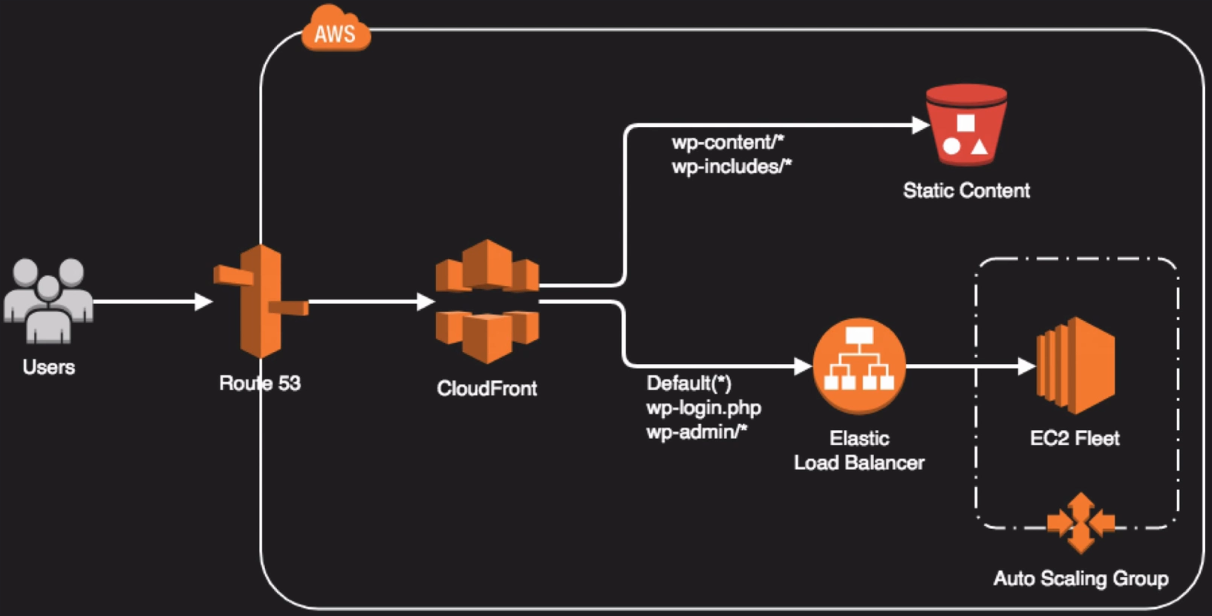 AWS
wp-content/*
wp-includes/*
Static Content
Users
Route 53
CloudFront
Default(*)
wp-login.php
wp-admin/*
Elastic
Load Balancer
EC2 Fleet
Auto Scaling Group